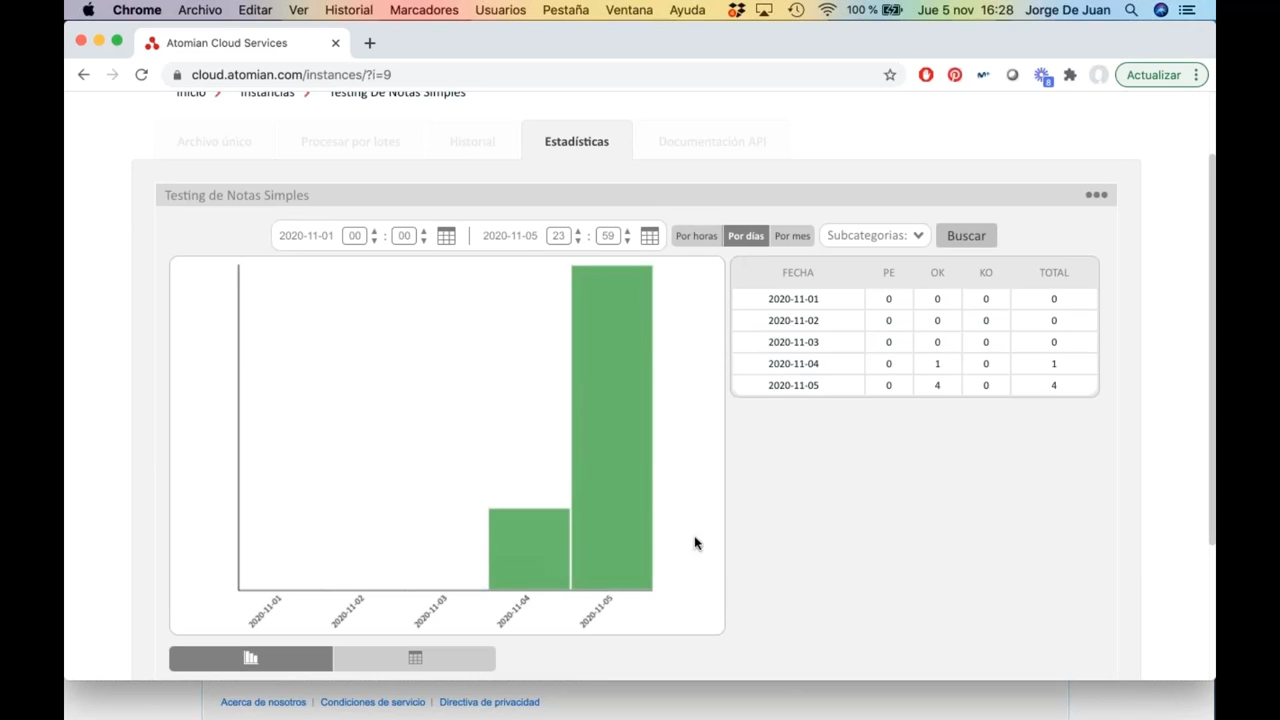 Chrome Archivo Editar Ver Historial Marcadores Usuarios Pestaña Ventana Ayuda 100 % Jue 5 nov 16:28 Jorge De Juan
Atomian Cloud Services
cloud.atomian.com/instances/?i=9 8 Actualizar
Inicio Instancias Testing De Notas Simples
Archivo único Procesar por lotes Historial Estadísticas Documentación API
Testing de Notas Simples
2020-11-01 00 : 00 2020-11-05 23 : 59 Por horas Por días Por mes Subcategorias: Buscar
FECHA PE OK KO TOTAL
2020-11-01 0 0 0 0
2020-11-02 0 0 0 0
2020-11-03 0 0 0 0
2020-11-04 0 1 0 1
2020-11-05 0 4 0 4
2020-11-01 2020-11-02 2020-11-03 2020-11-04 2020-11-05
Acerca de nosotros | Condiciones de servicio | Directiva de privacidad